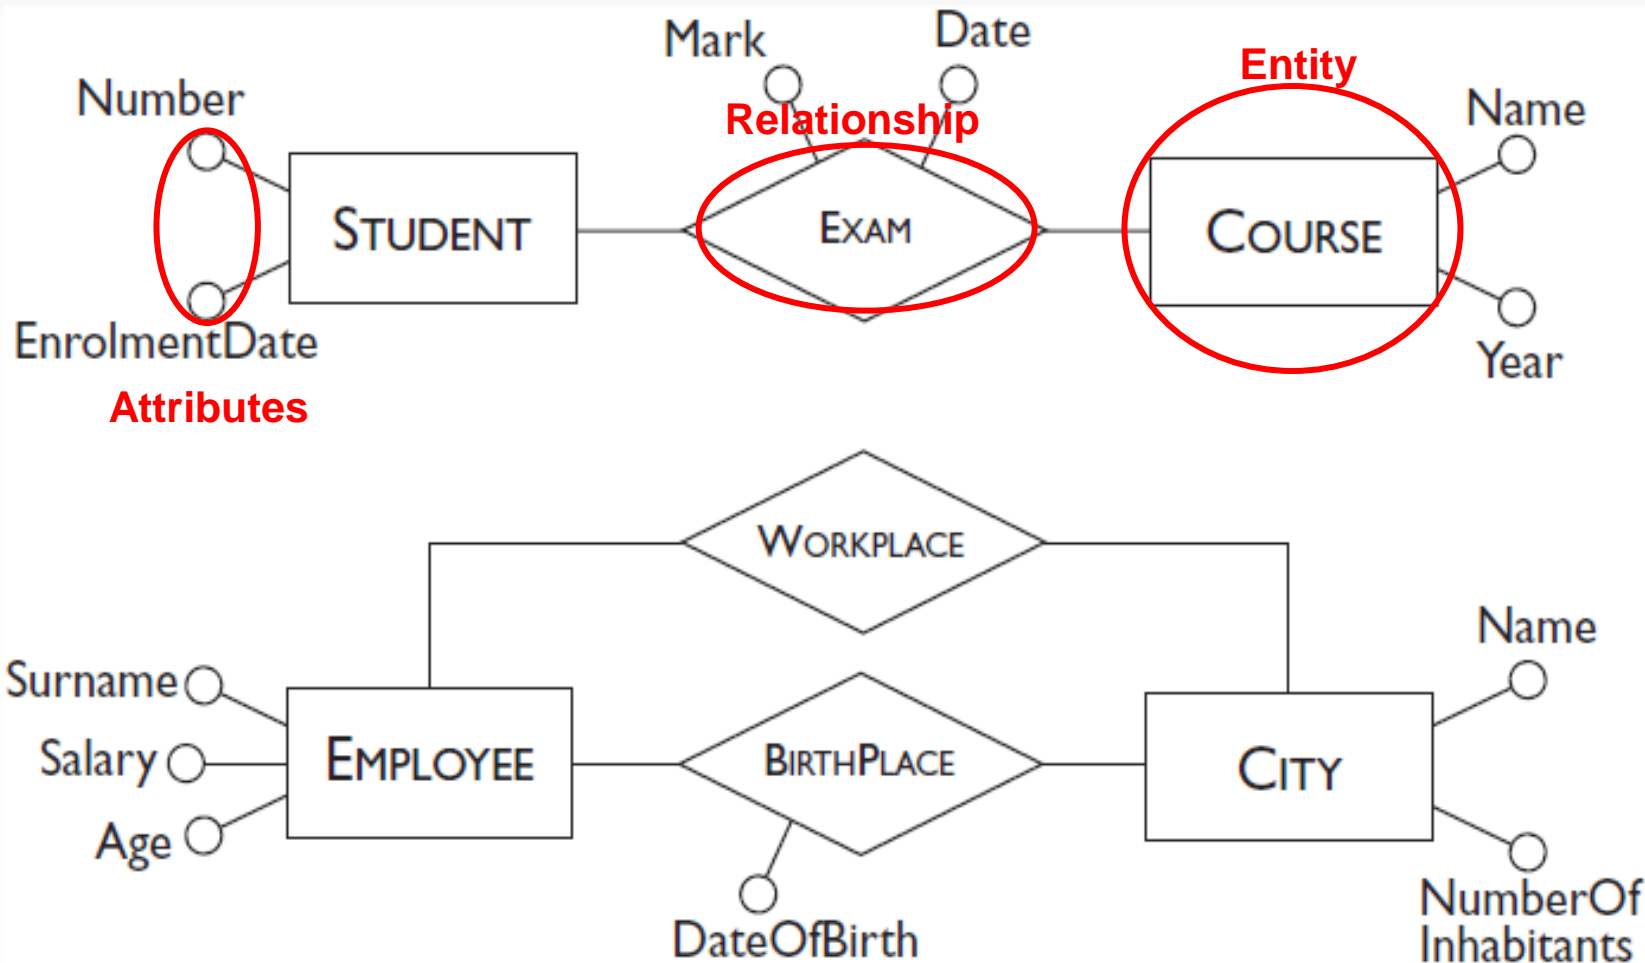 Mark
Date
Entity
Number
Relationship
Name
STUDENT
EXAM
COURSE
EnrolmentDate
Year
Attributes
WORKPLACE
Name
Surname
Salary
EMPLOYEE
BIRTHPLACE
CITY
Age
DateOfBirth
NumberOf
Inhabitants